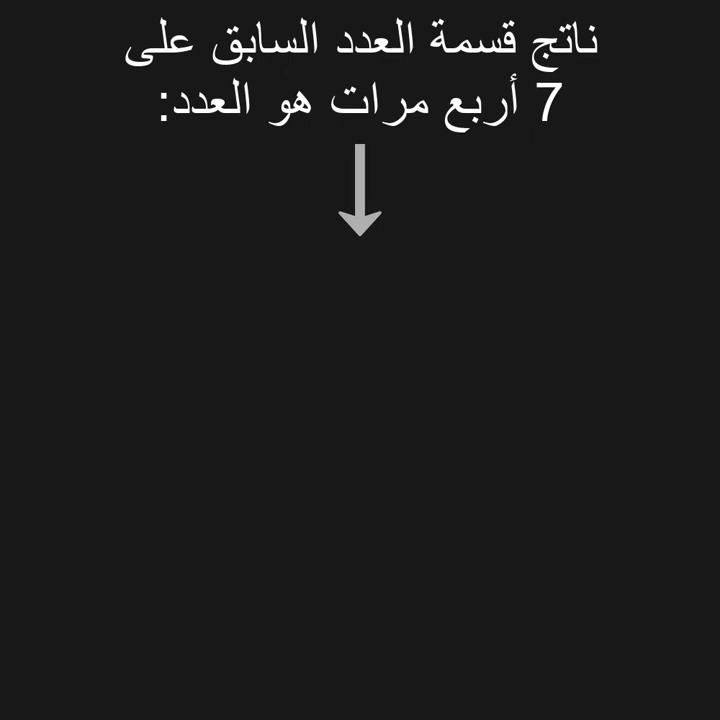 ناتج قسمة العدد السابق على
7 أربع مرات هو العدد: